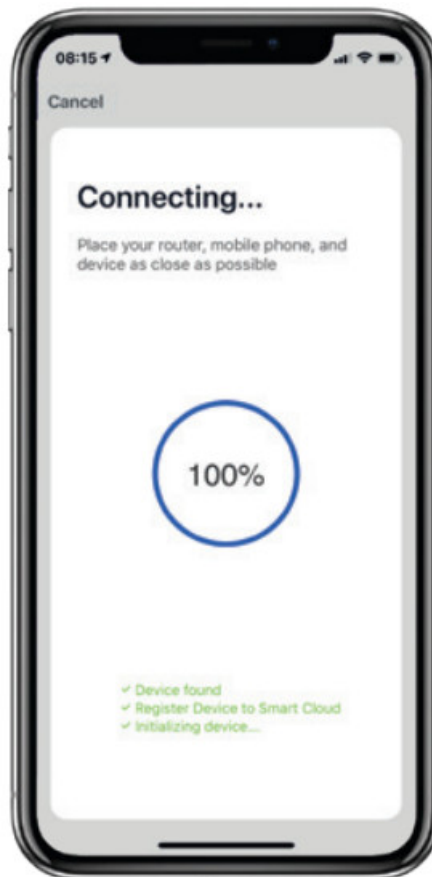 08:15
Cancel
Connecting...
Place your router, mobile phone, and
device as close as possible
100%
✓ Device found
✓ Register Device to Smart Cloud
✓ Initializing device...